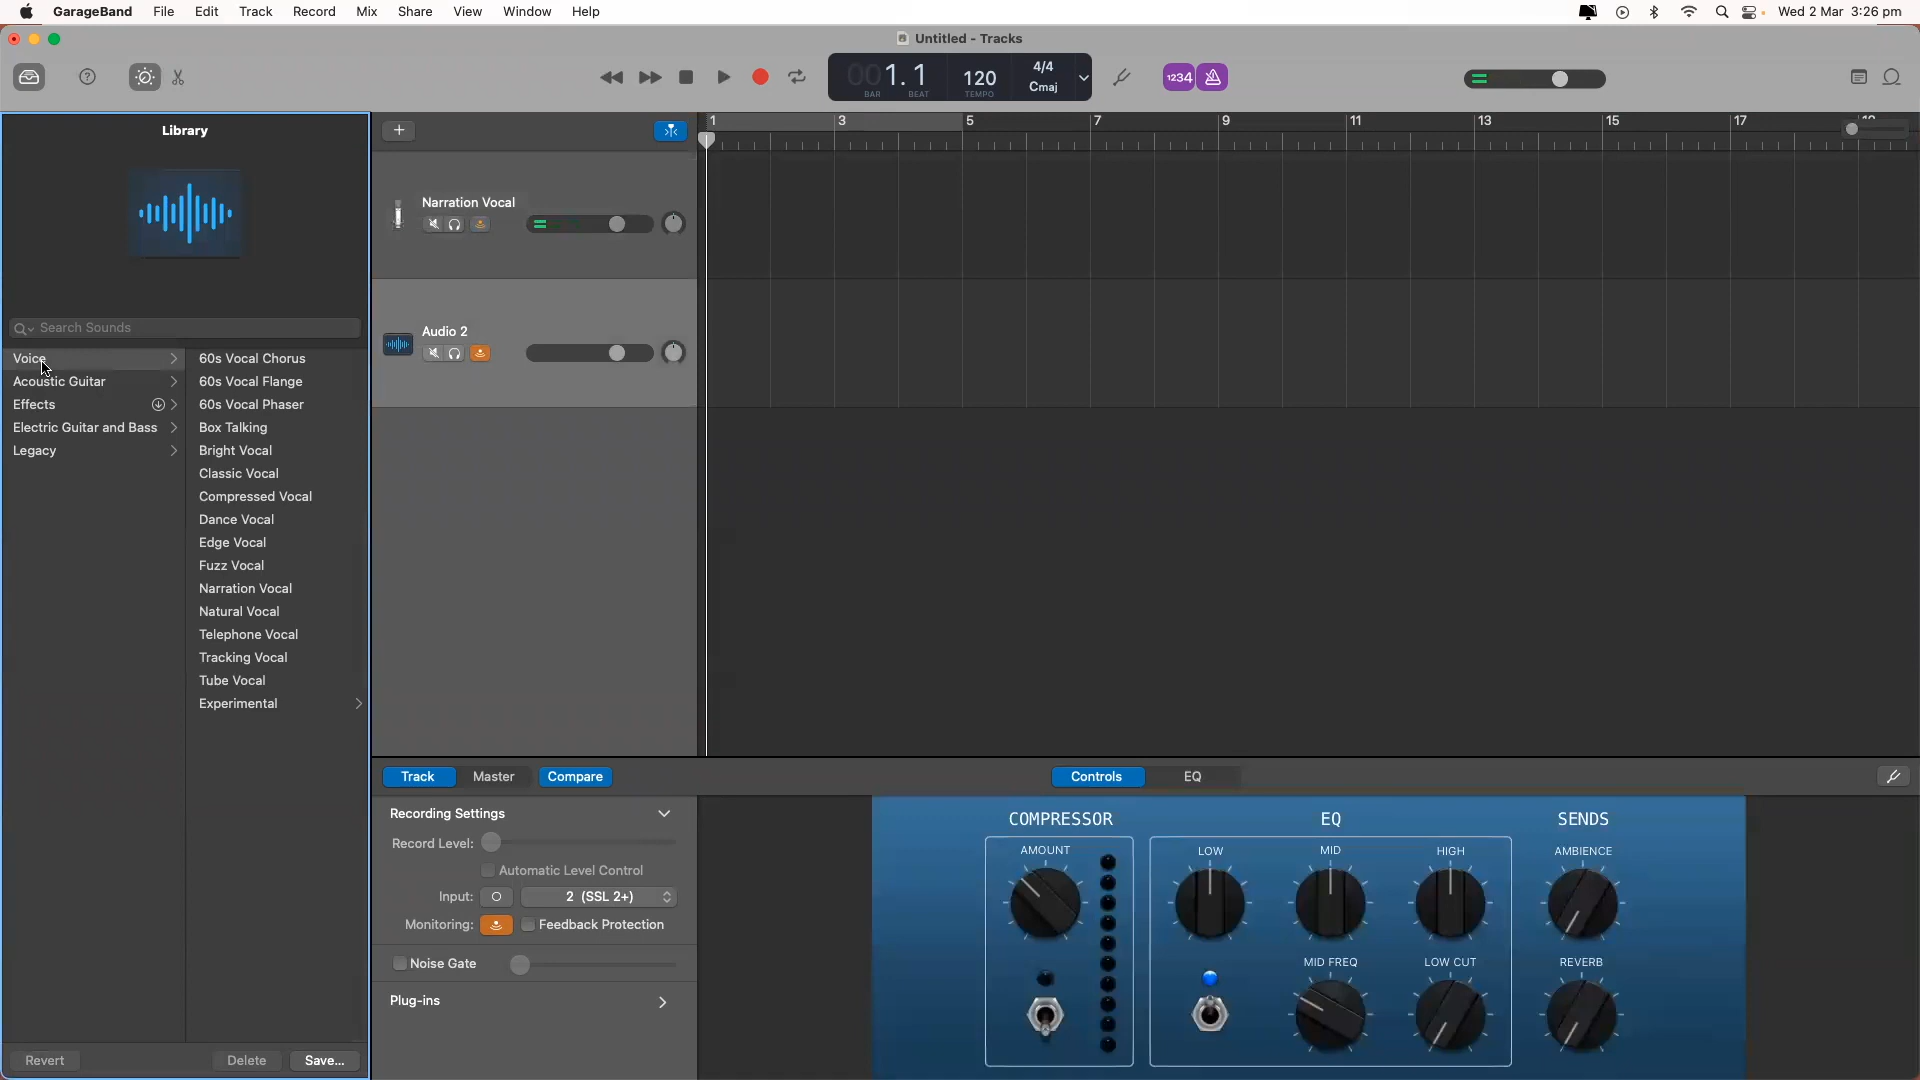 GarageBand File Edit Track Record Mix Share View Window Help
Wed 2 Mar 3:26 pm
Untitled - Tracks
001.1
BAR BEAT
120
TEMPO
4/4
Cmaj
1234
Library
Search Sounds
Voice
Acoustic Guitar
Effects
Electric Guitar and Bass
Legacy
60s Vocal Chorus
60s Vocal Flange
60s Vocal Phaser
Box Talking
Bright Vocal
Classic Vocal
Compressed Vocal
Dance Vocal
Edge Vocal
Fuzz Vocal
Narration Vocal
Natural Vocal
Telephone Vocal
Tracking Vocal
Tube Vocal
Experimental
Revert
Delete
Save...
+
1 3 5 7 9 11 13 15 17
Narration Vocal
Audio 2
Track Master Compare
Controls EQ
Recording Settings
Record Level:
Automatic Level Control
Input: 2 (SSL 2+)
Monitoring: Feedback Protection
Noise Gate
Plug-ins
COMPRESSOR
AMOUNT
EQ
LOW MID HIGH
MID FREQ LOW CUT
SENDS
AMBIENCE
REVERB